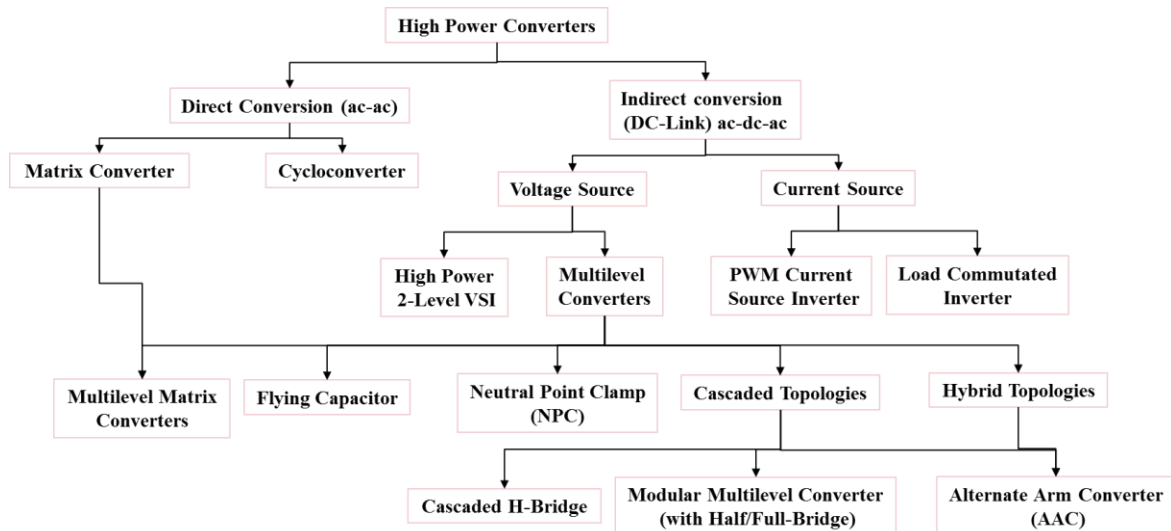 High Power Converters
Direct Conversion (ac-ac)
Indirect conversion
(DC-Link) ac-dc-ac
Matrix Converter
Cycloconverter
Voltage Source
Current Source
High Power
2-Level VSI
Multilevel
Converters
PWM Current
Source Inverter
Load Commutated
Inverter
Multilevel Matrix
Converters
Flying Capacitor
Neutral Point Clamp
(NPC)
Cascaded Topologies
Hybrid Topologies
Cascaded H-Bridge
Modular Multilevel Converter
(with Half/Full-Bridge)
Alternate Arm Converter
(AAC)